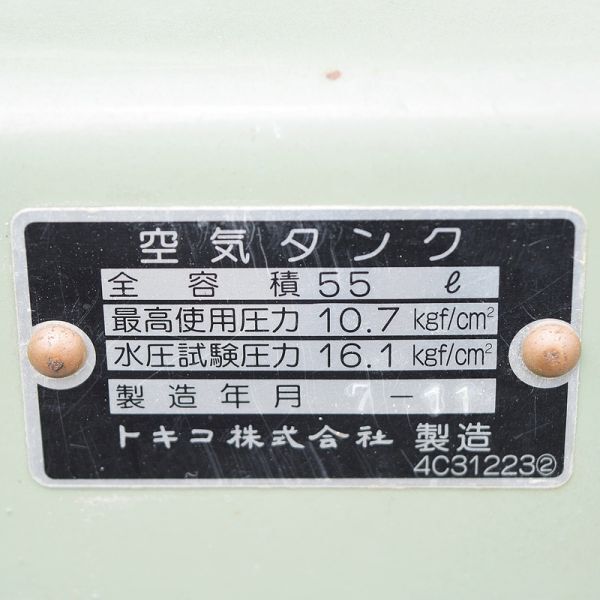 空気タンク
全容積 55 ℓ
最高使用圧力 10.7 kgf/cm²
水圧試験圧力 16.1 kgf/cm²
製造年月 7-11
トキコ株式会社 製造
4C31223②